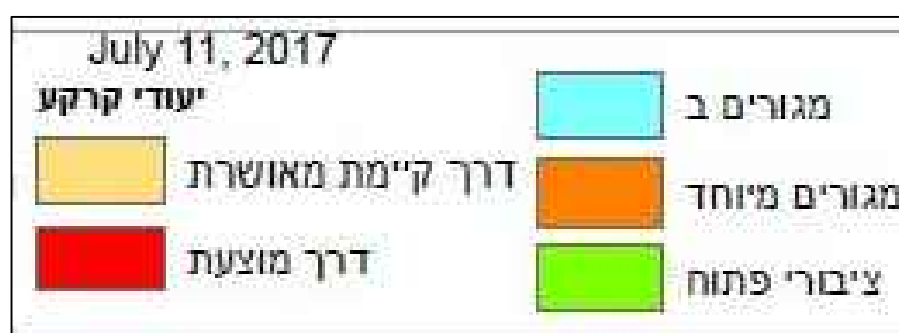 July 11, 2017
יעודי קרקע
מגורים ב
דרך קיימת מאושרת
מגורים מיוחד
דרך מוצעת
ציבורי פתוח